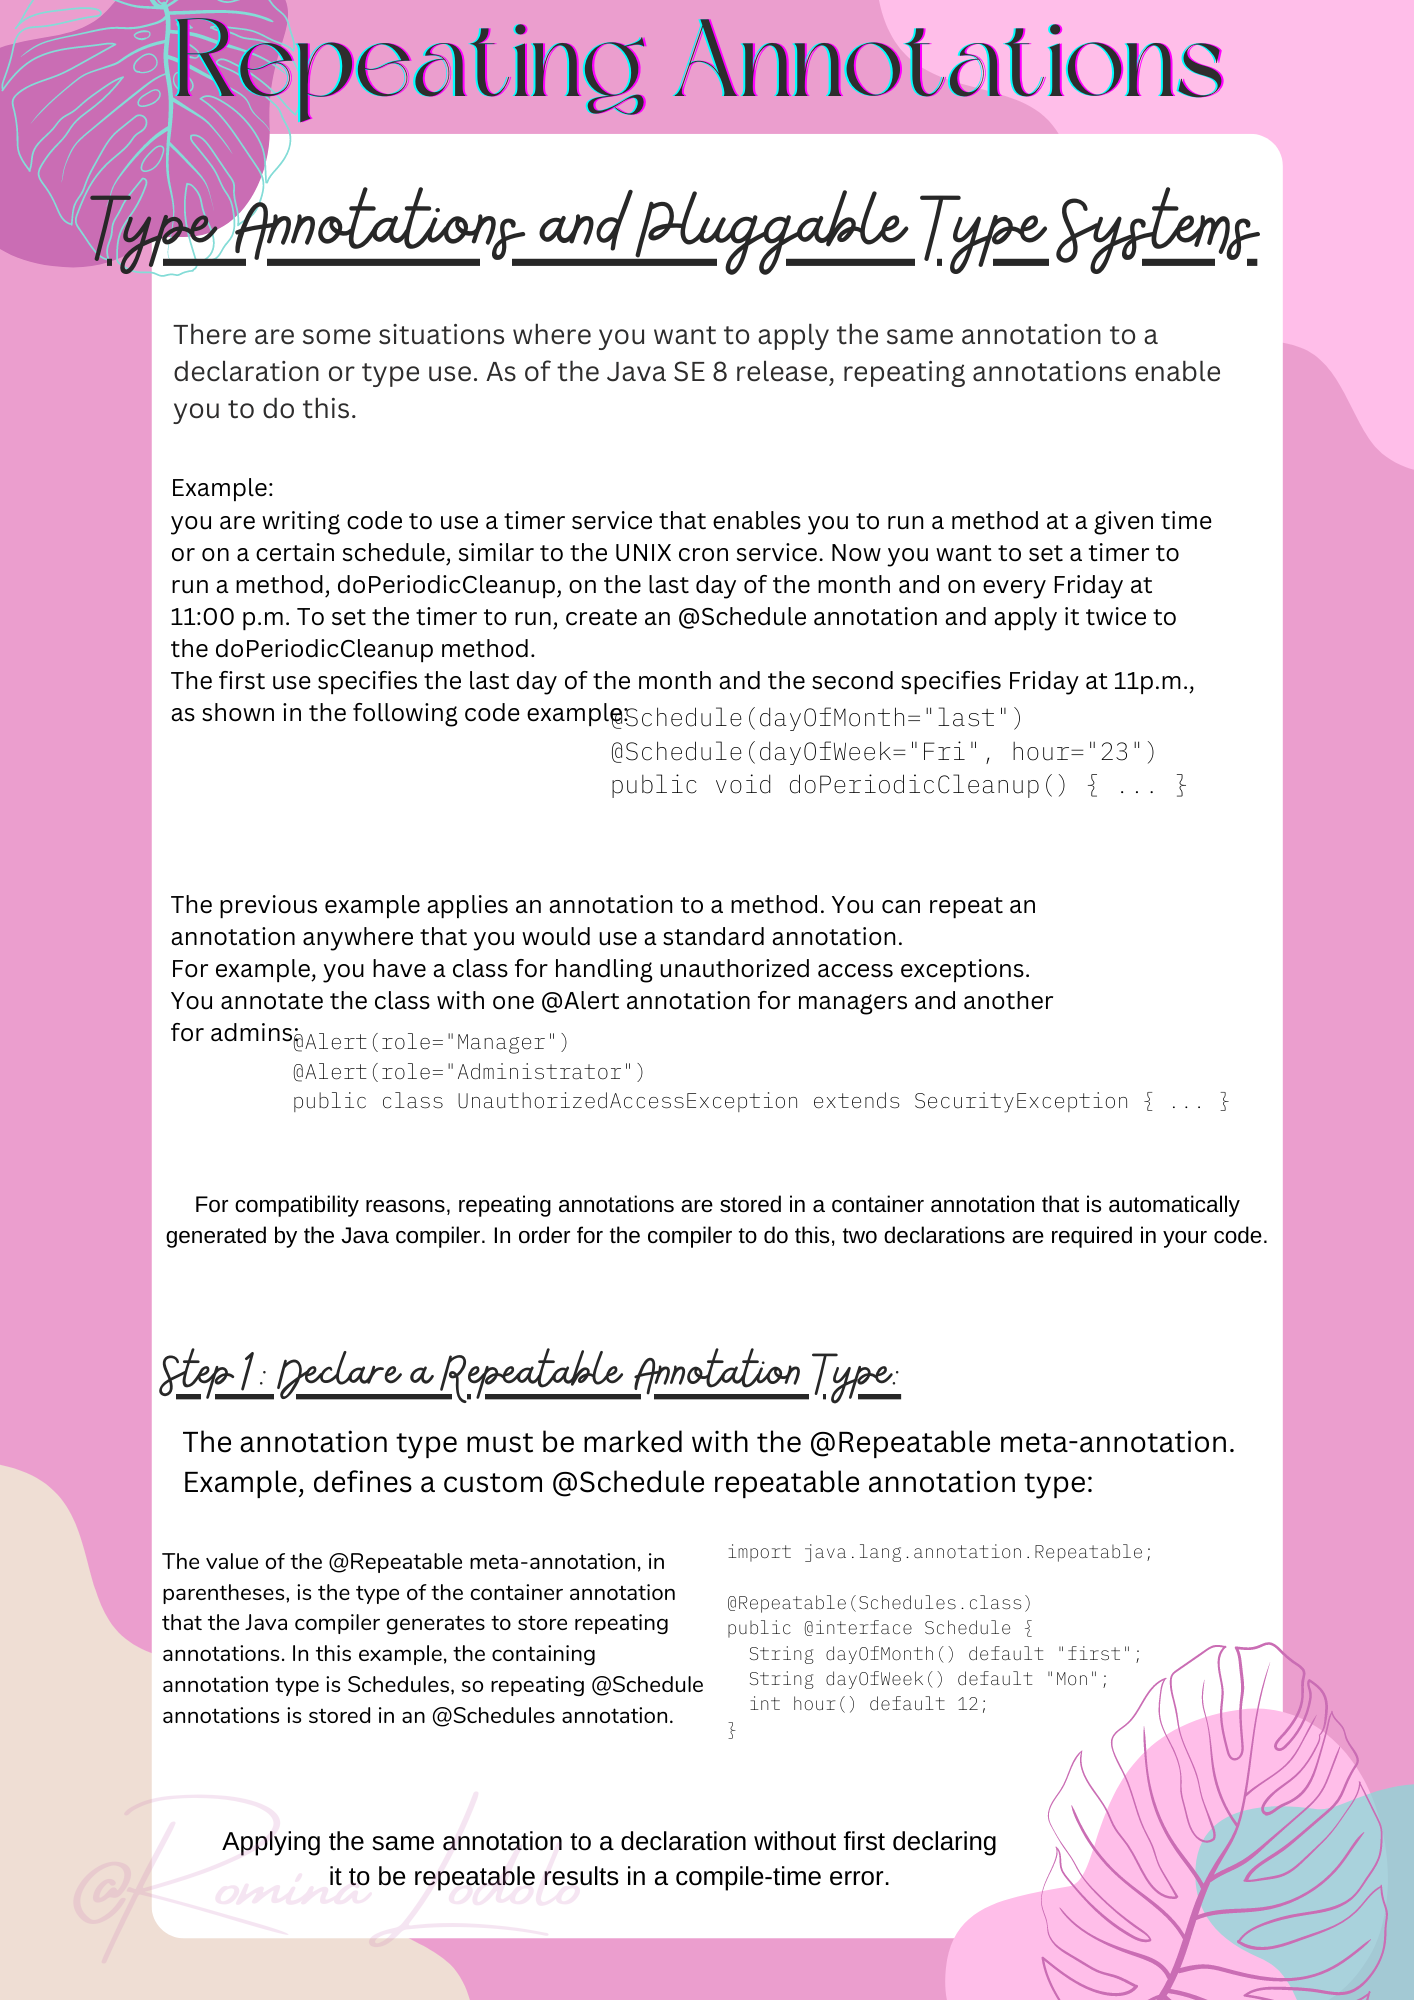 Repeating Annotations
Type Annotations and Pluggable Type Systems
There are some situations where you want to apply the same annotation to a
declaration or type use. As of the Java SE 8 release, repeating annotations enable
you to do this.
Example:
you are writing code to use a timer service that enables you to run a method at a given time
or on a certain schedule, similar to the UNIX cron service. Now you want to set a timer to
run a method, doPeriodicCleanup, on the last day of the month and on every Friday at
11:00 p.m. To set the timer to run, create an @Schedule annotation and apply it twice to
the doPeriodicCleanup method.
The first use specifies the last day of the month and the second specifies Friday at 11p.m.,
as shown in the following code example:
@Schedule(dayOfMonth="last")
@Schedule(dayOfWeek="Fri", hour="23")
public void doPeriodicCleanup() { ... }
The previous example applies an annotation to a method. You can repeat an
annotation anywhere that you would use a standard annotation.
For example, you have a class for handling unauthorized access exceptions.
You annotate the class with one @Alert annotation for managers and another
for admins:
@Alert(role="Manager")
@Alert(role="Administrator")
public class UnauthorizedAccessException extends SecurityException { ... }
For compatibility reasons, repeating annotations are stored in a container annotation that is automatically
generated by the Java compiler. In order for the compiler to do this, two declarations are required in your code.
Step 1: Declare a Repeatable Annotation Type:
The annotation type must be marked with the @Repeatable meta-annotation.
Example, defines a custom @Schedule repeatable annotation type:
The value of the @Repeatable meta-annotation, in
parentheses, is the type of the container annotation
that the Java compiler generates to store repeating
annotations. In this example, the containing
annotation type is Schedules, so repeating @Schedule
annotations is stored in an @Schedules annotation.
import java.lang.annotation.Repeatable;
@Repeatable(Schedules.class)
public @interface Schedule {
String dayOfMonth() default "first";
String dayOfWeek() default "Mon";
int hour() default 12;
}
Applying the same annotation to a declaration without first declaring
it to be repeatable results in a compile-time error.
@Romina Lodolo